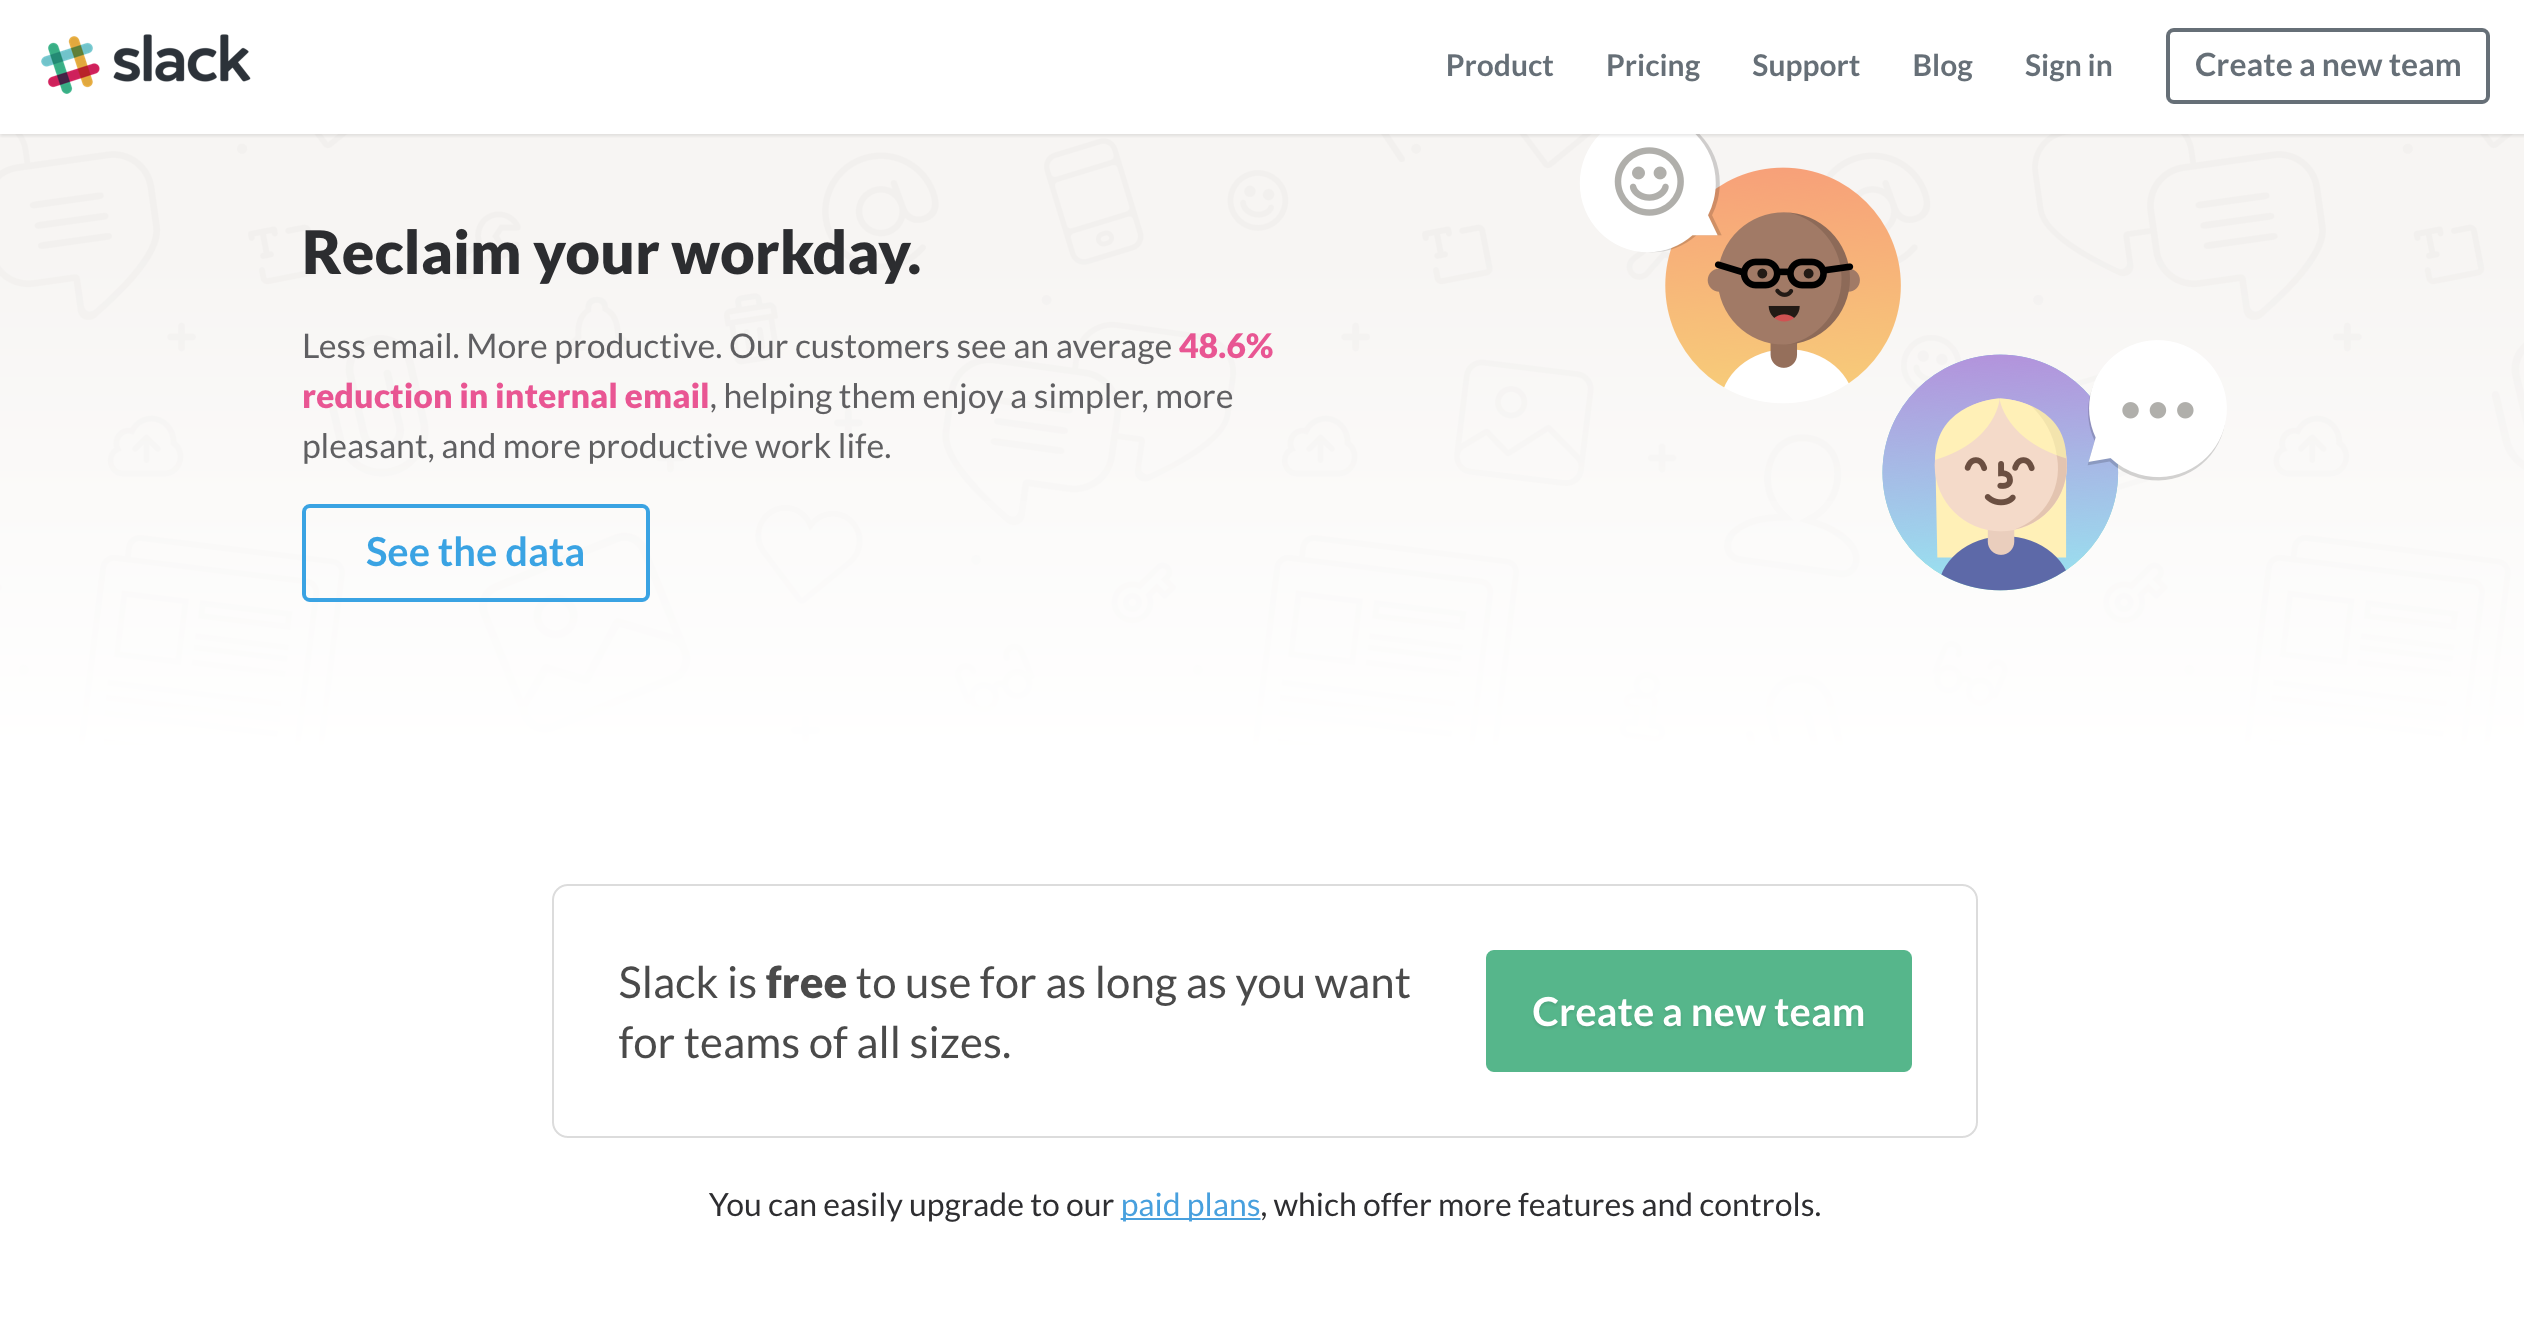 slack
Product Pricing Support Blog Sign in Create a new team
Reclaim your workday.
Less email. More productive. Our customers see an average 48.6%
reduction in internal email, helping them enjoy a simpler, more
pleasant, and more productive work life.
See the data
Slack is free to use for as long as you want
for teams of all sizes.
Create a new team
You can easily upgrade to our paid plans, which offer more features and controls.